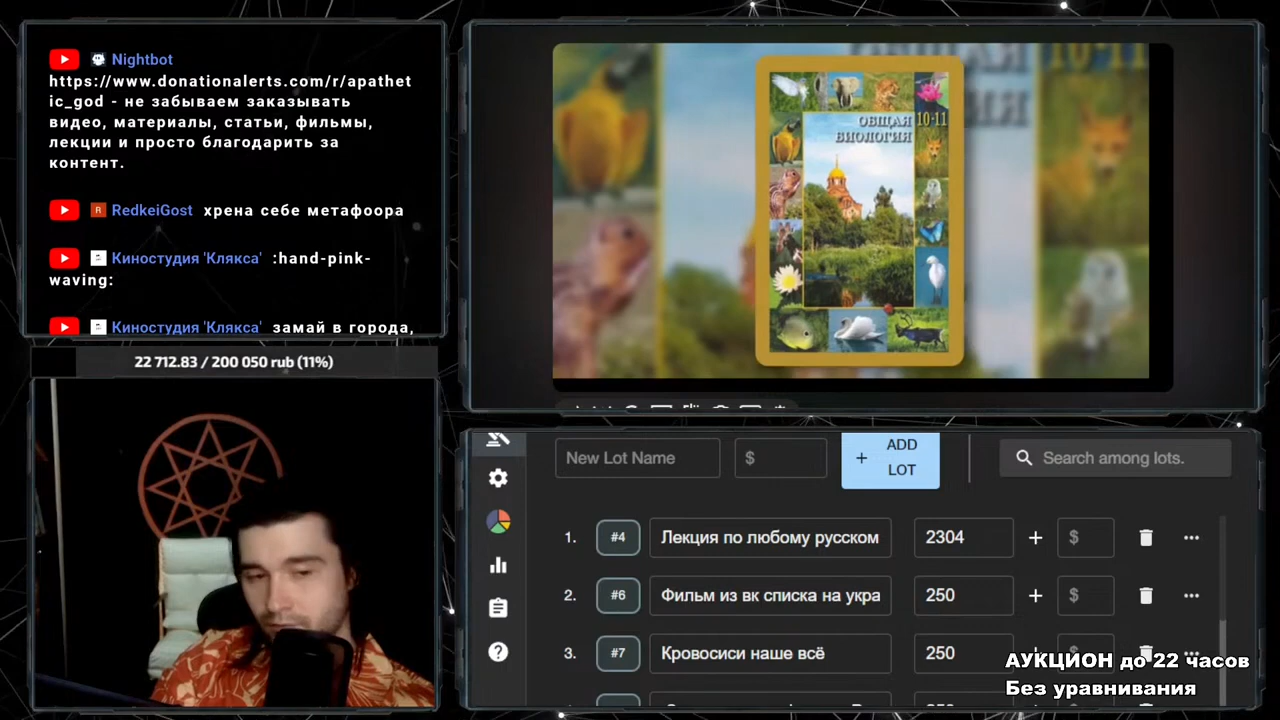 Nightbot
https://www.donationalerts.com/r/apathet
ic_god - не забываем заказывать
видео, материалы, статьи, фильмы,
лекции и просто благодарить за
контент.
R RedkeiGost хрена себе метафоора
Киностудия 'Клякса' :hand-pink-
waving:
Киностудия 'Клякса' замай в города,
22 712.83 / 200 050 rub (11%)
ОБЩАЯ 10-11
БИОЛОГИЯ
10-11
New Lot Name
$
+ ADD
LOT
Search among lots.
1. #4 Лекция по любому русском 2304 + $ ...
2. #6 Фильм из вк списка на укра 250 + $ ...
3. #7 Кровосиси наше всё 250 + $ ...
АУКЦИОН до 22 часов
Без уравнивания